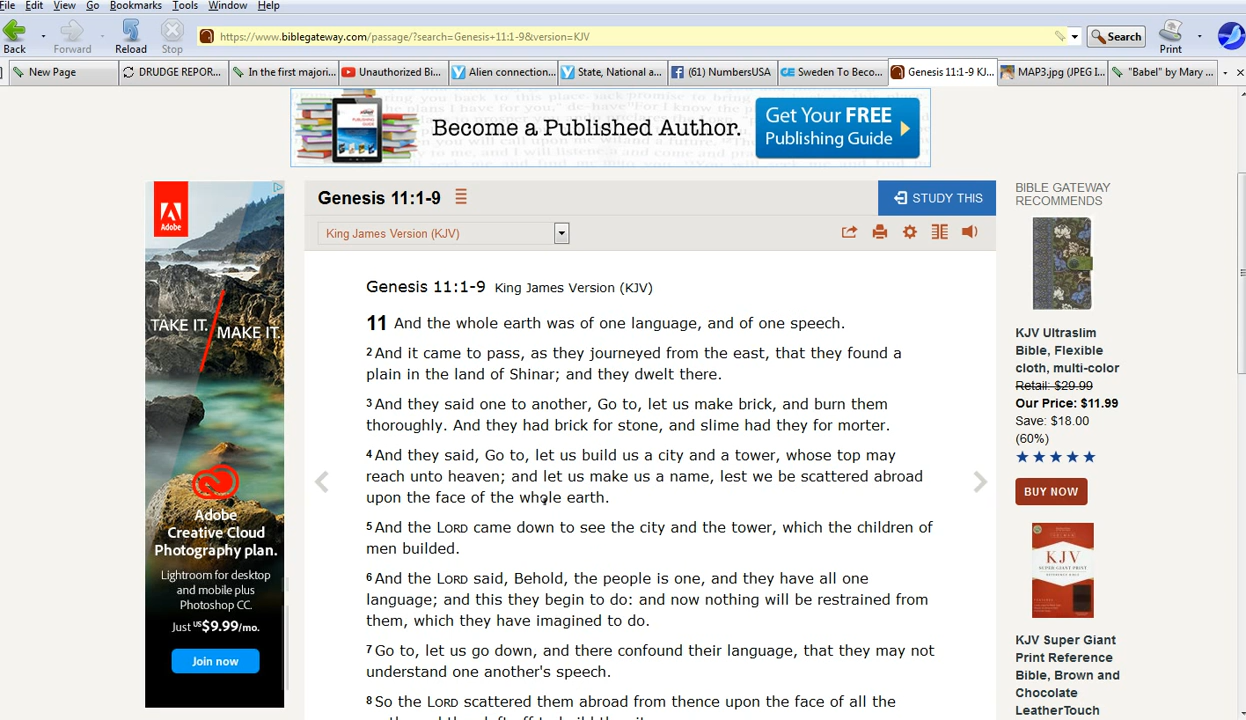 File Edit View Go Bookmarks Tools Window Help
Back Forward Reload Stop
https://www.biblegateway.com/passage/?search=Genesis+11:1-9&version=KJV
Search
Print
New Page
DRUDGE REPOR...
In the first majori...
Unauthorized Bi...
Alien connection...
State, National a...
(61) NumbersUSA
Sweden To Beco...
Genesis 11:1-9 KJ...
MAP3.jpg (JPEG I...
"Babel" by Mary ...
Become a Published Author.
Get Your FREE
Publishing Guide
Adobe
TAKE IT. MAKE IT.
Adobe
Creative Cloud
Photography plan.
Lightroom for desktop
and mobile plus
Photoshop CC.
Just US$9.99/mo.
Join now
Genesis 11:1-9
STUDY THIS
King James Version (KJV)
Genesis 11:1-9 King James Version (KJV)
11 And the whole earth was of one language, and of one speech.
2 And it came to pass, as they journeyed from the east, that they found a
plain in the land of Shinar; and they dwelt there.
3 And they said one to another, Go to, let us make brick, and burn them
thoroughly. And they had brick for stone, and slime had they for morter.
4 And they said, Go to, let us build us a city and a tower, whose top may
reach unto heaven; and let us make us a name, lest we be scattered abroad
upon the face of the whole earth.
5 And the LORD came down to see the city and the tower, which the children of
men builded.
6 And the LORD said, Behold, the people is one, and they have all one
language; and this they begin to do: and now nothing will be restrained from
them, which they have imagined to do.
7 Go to, let us go down, and there confound their language, that they may not
understand one another's speech.
8 So the LORD scattered them abroad from thence upon the face of all the
BIBLE GATEWAY
RECOMMENDS
KJV Ultraslim
Bible, Flexible
cloth, multi-color
Retail: $29.99
Our Price: $11.99
Save: $18.00
(60%)
BUY NOW
KJV
KJV Super Giant
Print Reference
Bible, Brown and
Chocolate
LeatherTouch